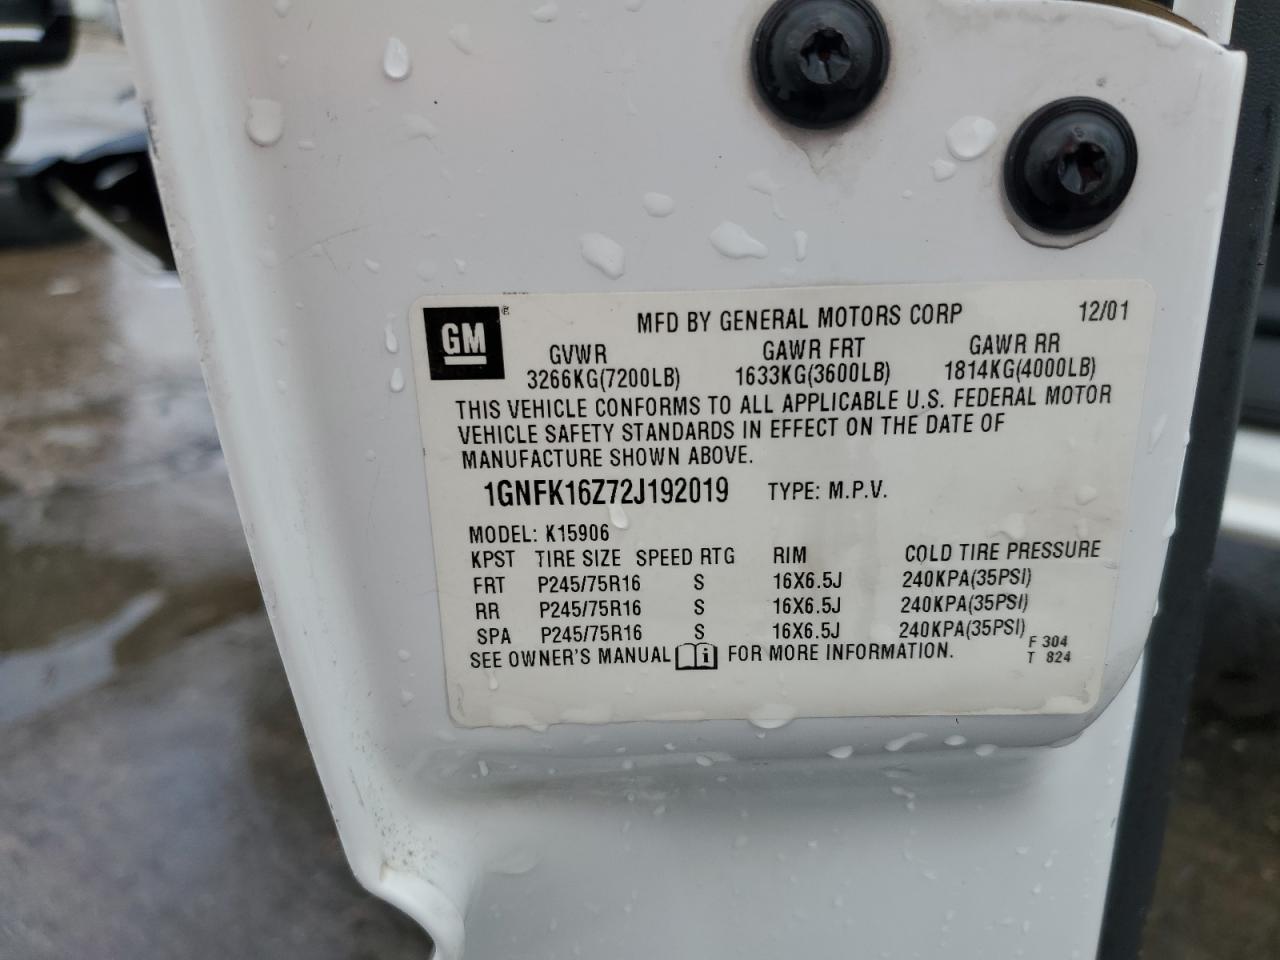 GM ® MFD BY GENERAL MOTORS CORP 12/01
GVWR GAWR FRT GAWR RR
3266KG(7200LB) 1633KG(3600LB) 1814KG(4000LB)
THIS VEHICLE CONFORMS TO ALL APPLICABLE U.S. FEDERAL MOTOR
VEHICLE SAFETY STANDARDS IN EFFECT ON THE DATE OF
MANUFACTURE SHOWN ABOVE.
1GNFK16Z72J192019 TYPE: M.P.V.
MODEL: K15906
KPST TIRE SIZE SPEED RTG RIM COLD TIRE PRESSURE
FRT P245/75R16 S 16X6.5J 240KPA(35PSI)
RR P245/75R16 S 16X6.5J 240KPA(35PSI)
SPA P245/75R16 S 16X6.5J 240KPA(35PSI)
SEE OWNER'S MANUAL i FOR MORE INFORMATION.
F 304
T 824